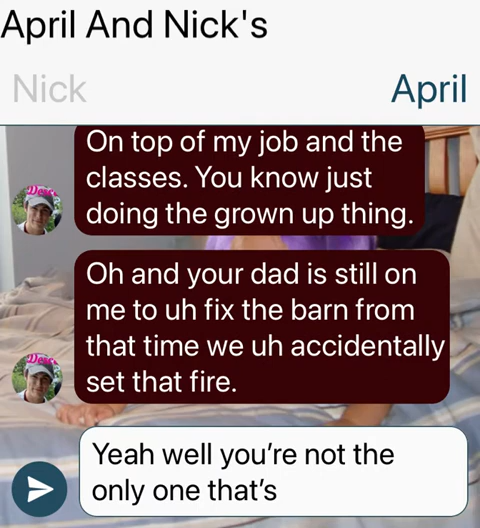 April And Nick's
Nick
April
On top of my job and the
classes. You know just
doing the grown up thing.
Oh and your dad is still on
me to uh fix the barn from
that time we uh accidentally
set that fire.
Yeah well you’re not the
only one that’s